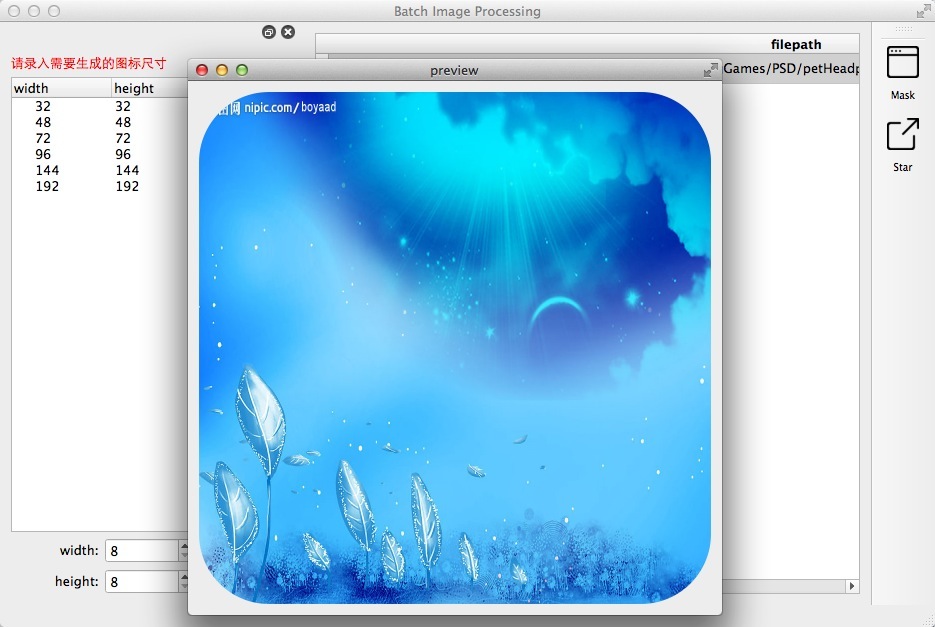 Batch Image Processing
请录入需要生成的图标尺寸
width height
32 32
48 48
72 72
96 96
144 144
192 192
width: 8
height: 8
preview
网 nipic.com/boyaad
filepath
Games/PSD/petHeadp
Mask
Star